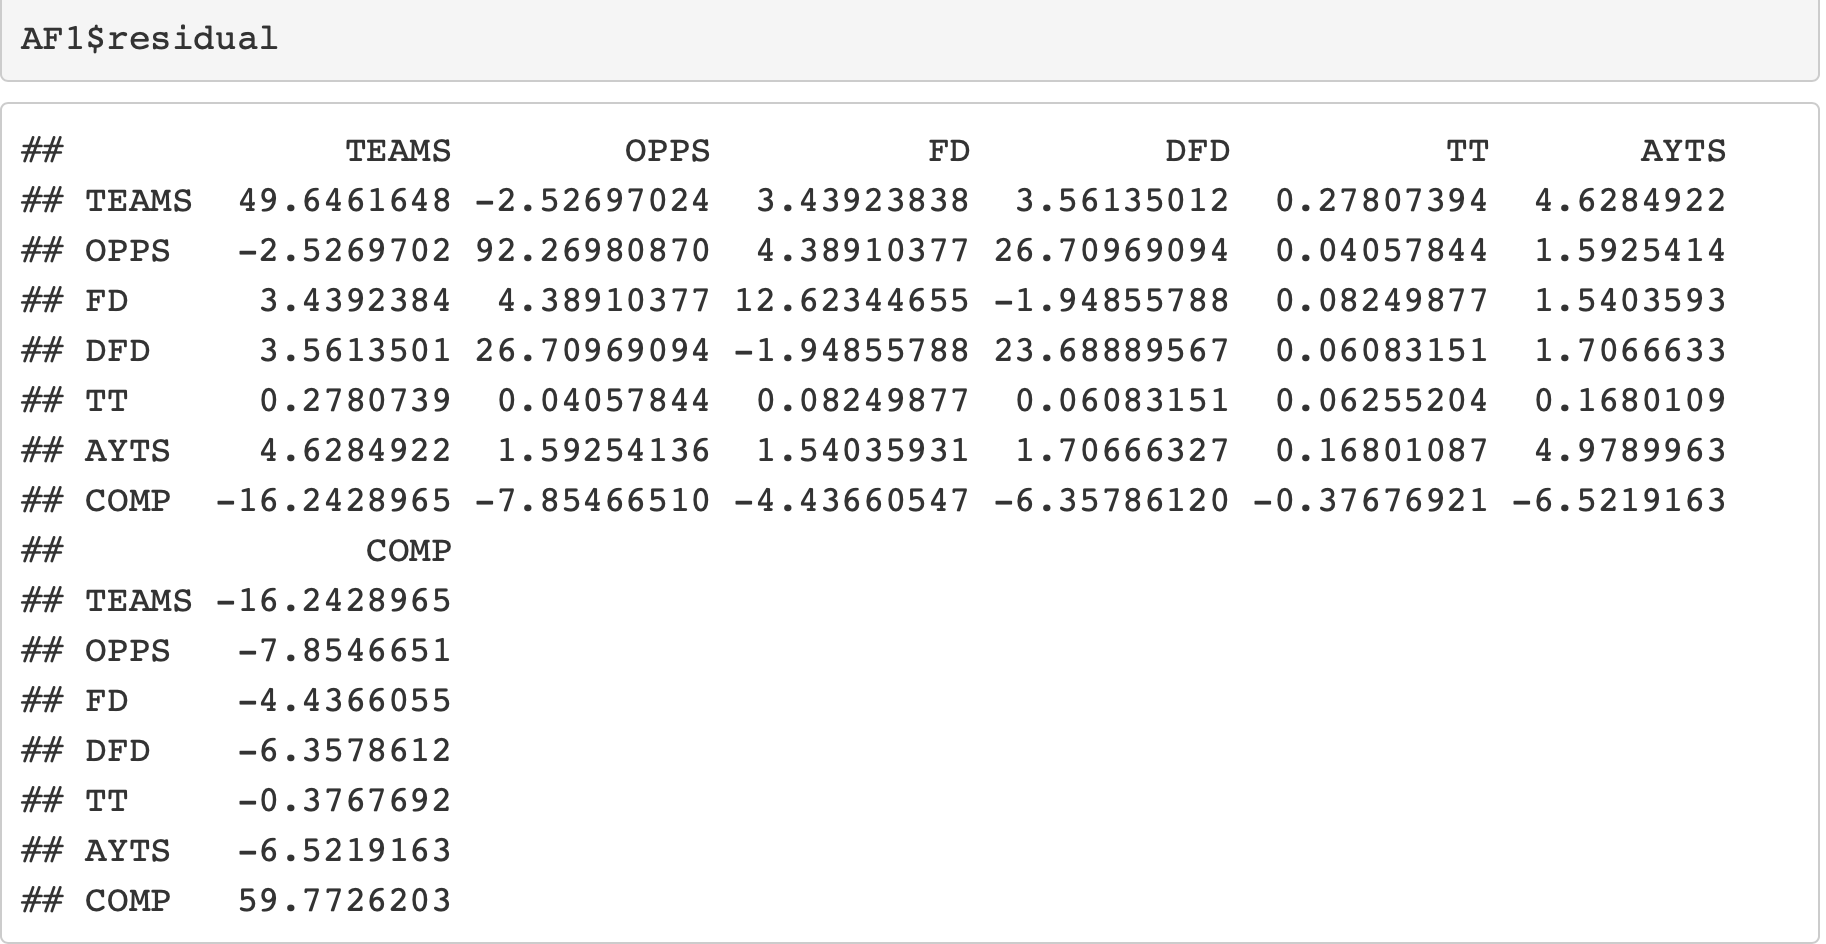 AF1$residual
##             TEAMS        OPPS          FD         DFD          TT       AYTS
## TEAMS  49.6461648 -2.52697024  3.43923838  3.56135012  0.27807394  4.6284922
## OPPS   -2.5269702 92.26980870  4.38910377 26.70969094  0.04057844  1.5925414
## FD      3.4392384  4.38910377 12.62344655 -1.94855788  0.08249877  1.5403593
## DFD     3.5613501 26.70969094 -1.94855788 23.68889567  0.06083151  1.7066633
## TT      0.2780739  0.04057844  0.08249877  0.06083151  0.06255204  0.1680109
## AYTS    4.6284922  1.59254136  1.54035931  1.70666327  0.16801087  4.9789963
## COMP  -16.2428965 -7.85466510 -4.43660547 -6.35786120 -0.37676921 -6.5219163
##              COMP
## TEAMS -16.2428965
## OPPS   -7.8546651
## FD     -4.4366055
## DFD    -6.3578612
## TT     -0.3767692
## AYTS   -6.5219163
## COMP   59.7726203